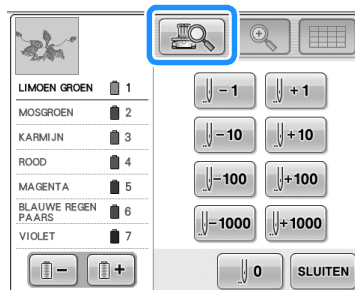 LIMOEN GROEN 1
MOSGROEN 2
KARMIJN 3
ROOD 4
MAGENTA 5
BLAUWE REGEN
PAARS 6
VIOLET 7
-1 +1
-10 +10
-100 +100
-1000 +1000
0 SLUITEN
- +